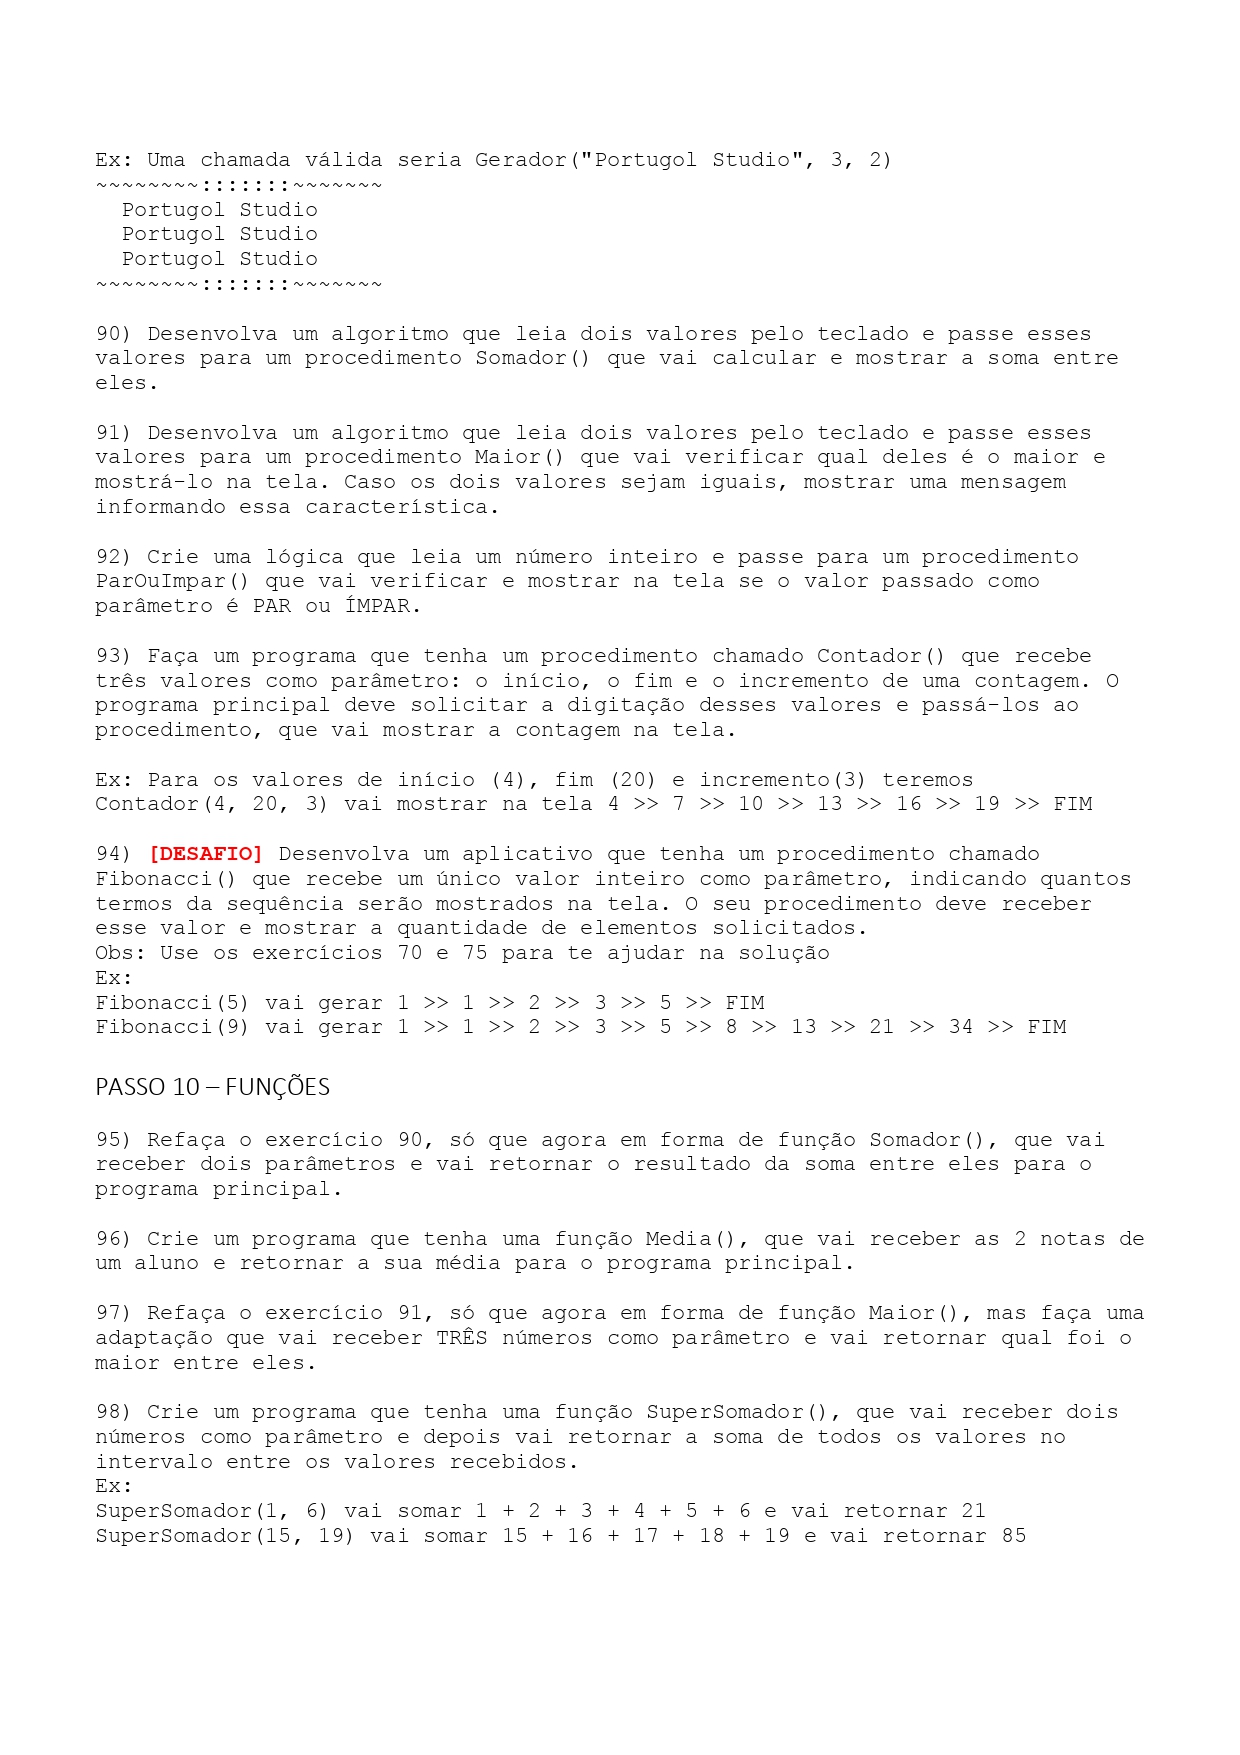 Ex: Uma chamada válida seria Gerador("Portugol Studio", 3, 2)
~~~~~~~~:::::::~~~~~~~
  Portugol Studio
  Portugol Studio
  Portugol Studio
~~~~~~~~:::::::~~~~~~~
90) Desenvolva um algoritmo que leia dois valores pelo teclado e passe esses
valores para um procedimento Somador() que vai calcular e mostrar a soma entre
eles.
91) Desenvolva um algoritmo que leia dois valores pelo teclado e passe esses
valores para um procedimento Maior() que vai verificar qual deles é o maior e
mostrá-lo na tela. Caso os dois valores sejam iguais, mostrar uma mensagem
informando essa característica.
92) Crie uma lógica que leia um número inteiro e passe para um procedimento
ParOuImpar() que vai verificar e mostrar na tela se o valor passado como
parâmetro é PAR ou ÍMPAR.
93) Faça um programa que tenha um procedimento chamado Contador() que recebe
três valores como parâmetro: o início, o fim e o incremento de uma contagem. O
programa principal deve solicitar a digitação desses valores e passá-los ao
procedimento, que vai mostrar a contagem na tela.
Ex: Para os valores de início (4), fim (20) e incremento(3) teremos
Contador(4, 20, 3) vai mostrar na tela 4 >> 7 >> 10 >> 13 >> 16 >> 19 >> FIM
94) [DESAFIO] Desenvolva um aplicativo que tenha um procedimento chamado
Fibonacci() que recebe um único valor inteiro como parâmetro, indicando quantos
termos da sequência serão mostrados na tela. O seu procedimento deve receber
esse valor e mostrar a quantidade de elementos solicitados.
Obs: Use os exercícios 70 e 75 para te ajudar na solução
Ex:
Fibonacci(5) vai gerar 1 >> 1 >> 2 >> 3 >> 5 >> FIM
Fibonacci(9) vai gerar 1 >> 1 >> 2 >> 3 >> 5 >> 8 >> 13 >> 21 >> 34 >> FIM
PASSO 10 – FUNÇÕES
95) Refaça o exercício 90, só que agora em forma de função Somador(), que vai
receber dois parâmetros e vai retornar o resultado da soma entre eles para o
programa principal.
96) Crie um programa que tenha uma função Media(), que vai receber as 2 notas de
um aluno e retornar a sua média para o programa principal.
97) Refaça o exercício 91, só que agora em forma de função Maior(), mas faça uma
adaptação que vai receber TRÊS números como parâmetro e vai retornar qual foi o
maior entre eles.
98) Crie um programa que tenha uma função SuperSomador(), que vai receber dois
números como parâmetro e depois vai retornar a soma de todos os valores no
intervalo entre os valores recebidos.
Ex:
SuperSomador(1, 6) vai somar 1 + 2 + 3 + 4 + 5 + 6 e vai retornar 21
SuperSomador(15, 19) vai somar 15 + 16 + 17 + 18 + 19 e vai retornar 85